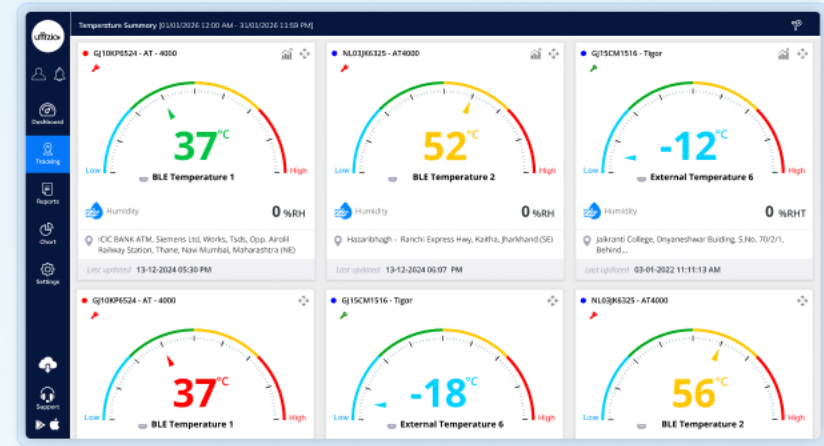 uffizio
Temperature Summary [01/01/2026 12:00 AM - 31/01/2026 11:59 PM]
Dashboard
Tracking
Reports
Chart
Settings
Support
GJ10KP6524 - AT - 4000
37°C
Low
High
BLE Temperature 1
Humidity
0 %RH
ICIC BANK ATM, Siemens Ltd, Works, Tsds, Opp. Airolil
Railway Station, Thane, Navi Mumbai, Maharashtra (NE)
Last updated 13-12-2024 05:30 PM
NL03JK6325 - AT4000
52°C
Low
High
BLE Temperature 2
Humidity
0 %RH
Hazaribhagh - Ranchi Express Hwy, Kaitha, Jharkhand (SE)
Last updated 13-12-2024 06:07 PM
GJ15CM1516 - Tigor
-12°C
Low
High
External Temperature 6
Humidity
0 %RHT
Jaikranti College, Dnyaneshwar Buiding, S.No. 70/2/1,
Behind...
Last updated 03-01-2022 11:11:13 AM
GJ10KP6524 - AT - 4000
37°C
Low
High
BLE Temperature 1
GJ15CM1516 - Tigor
-18°C
Low
High
External Temperature 6
NL03JK6325 - AT4000
56°C
Low
High
BLE Temperature 2